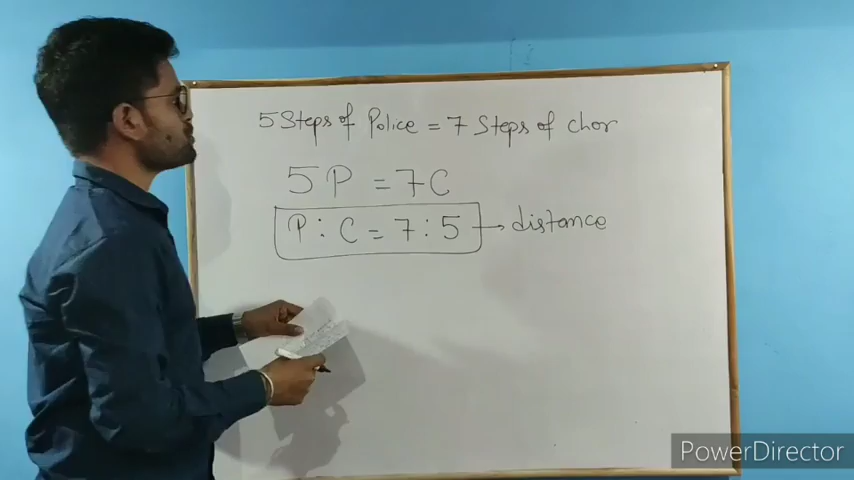 5 Steps of Police = 7 Steps of chor
5P = 7C
P : C = 7 : 5 → distance
PowerDirector